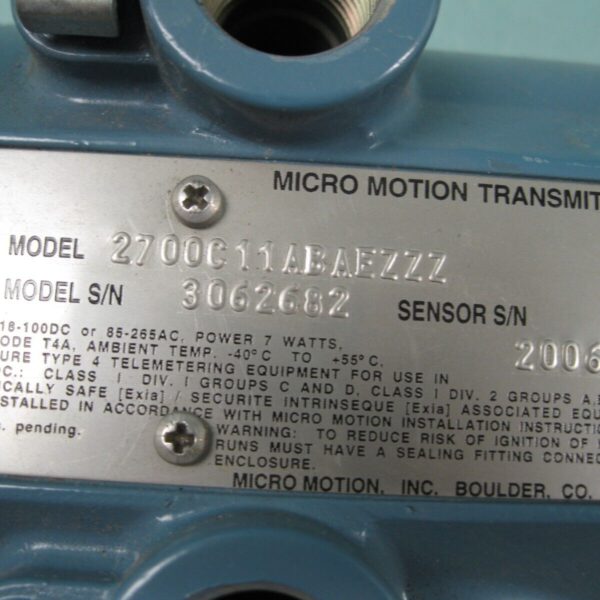 MICRO MOTION TRANSMIT
MODEL 2700C11ABAEZZZ
MODEL S/N 3062682 SENSOR S/N
18-100DC or 85-265AC, POWER 7 WATTS,
ODE T4A, AMBIENT TEMP. -40°C TO +55°C, 2006
URE TYPE 4 TELEMETERING EQUIPMENT FOR USE IN
OC.: CLASS I DIV. I GROUPS C AND D, CLASS I DIV. 2 GROUPS A,
ICALLY SAFE [Exia] / SECURITE INTRINSEQUE [Exia] ASSOCIATED EQU
STALLED IN ACCORDANCE WITH MICRO MOTION INSTALLATION INSTRUCTI
s. pending. WARNING: TO REDUCE RISK OF IGNITION OF
RUNS MUST HAVE A SEALING FITTING CONNE
ENCLOSURE.
MICRO MOTION, INC. BOULDER, CO.